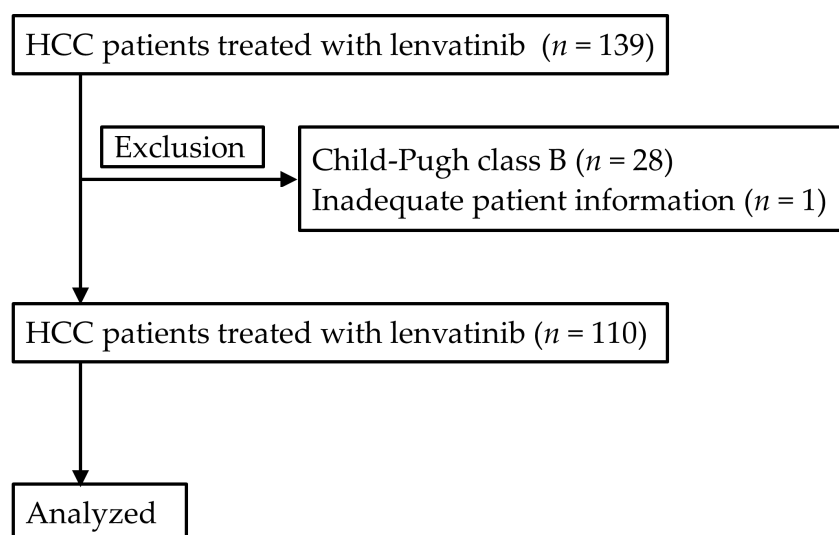 HCC patients treated with lenvatinib (n = 139)
Exclusion
Child-Pugh class B (n = 28)
Inadequate patient information (n = 1)
HCC patients treated with lenvatinib (n = 110)
Analyzed